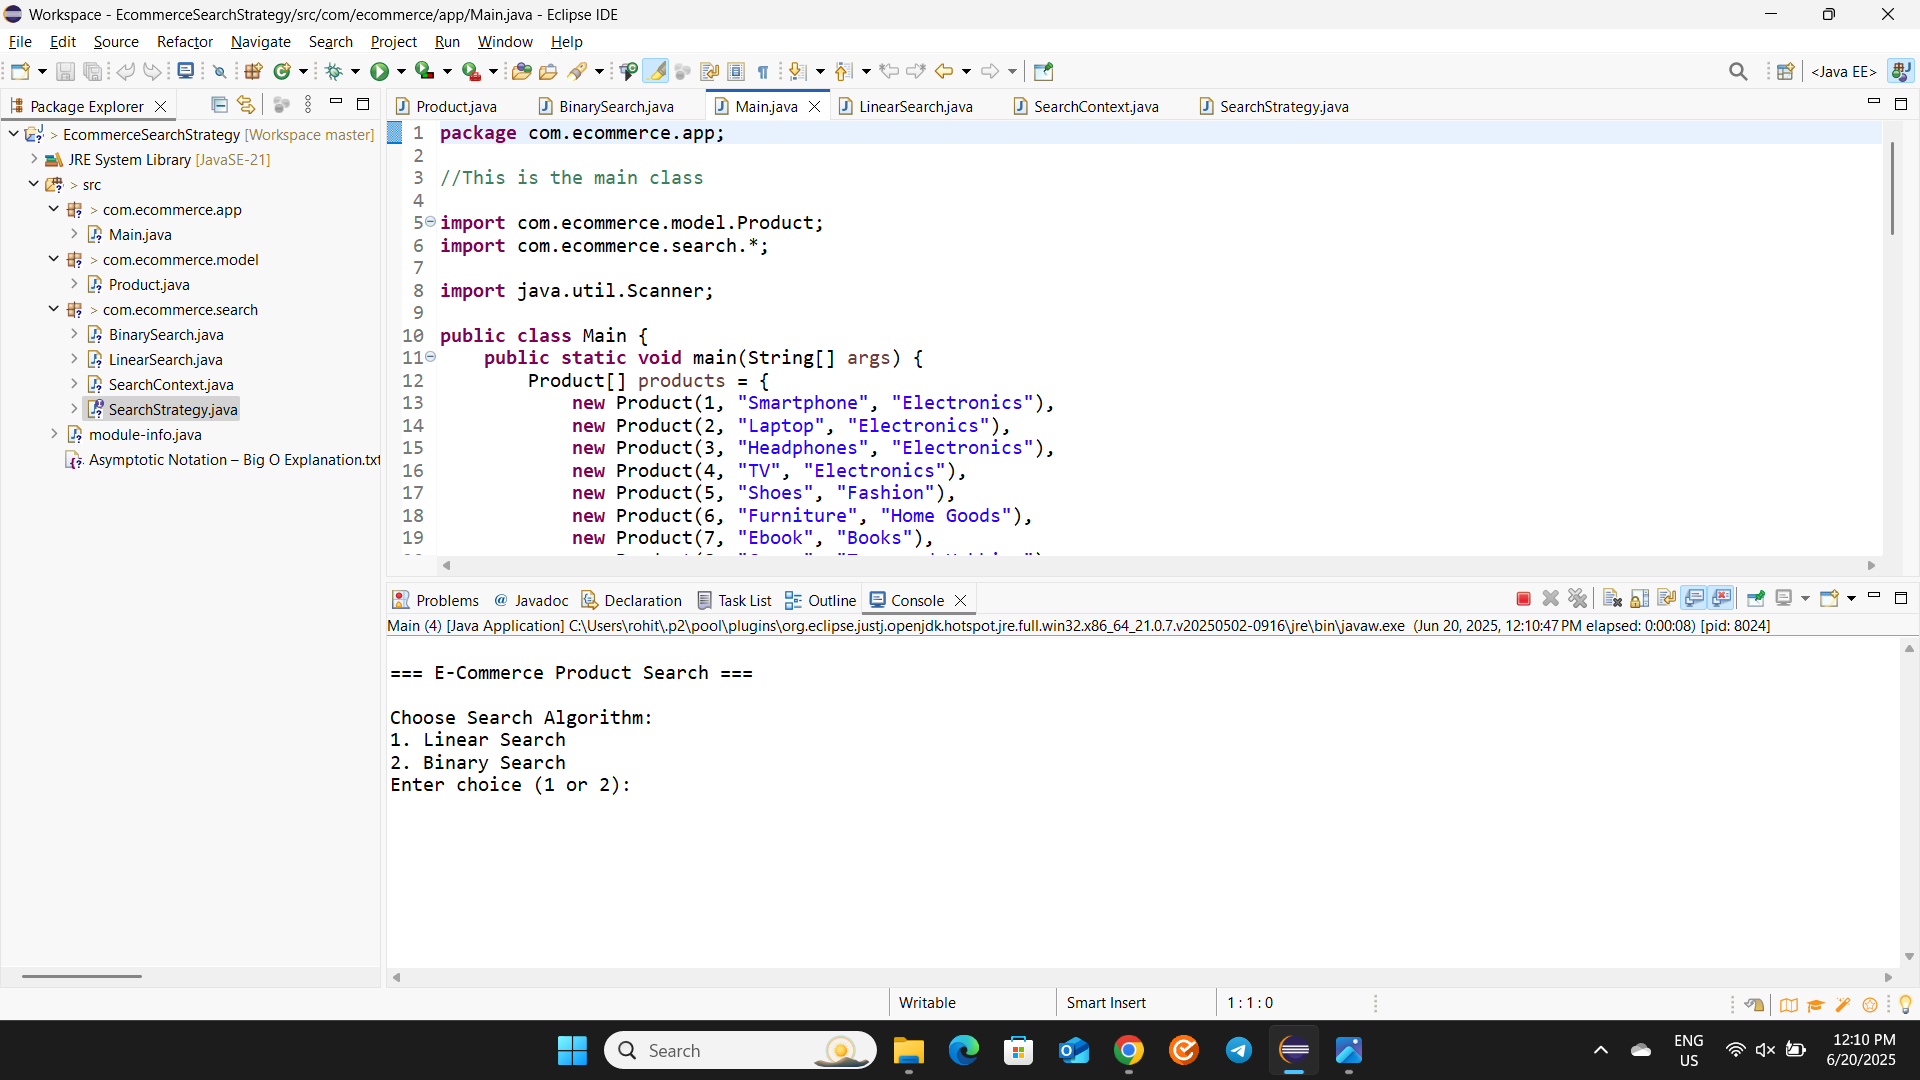 Workspace - EcommerceSearchStrategy/src/com/ecommerce/app/Main.java - Eclipse IDE
File Edit Source Refactor Navigate Search Project Run Window Help
<Java EE>
Package Explorer
EcommerceSearchStrategy [Workspace master]
JRE System Library [JavaSE-21]
> src
> com.ecommerce.app
Main.java
> com.ecommerce.model
Product.java
> com.ecommerce.search
BinarySearch.java
LinearSearch.java
SearchContext.java
SearchStrategy.java
module-info.java
Asymptotic Notation – Big O Explanation.txt
Product.java BinarySearch.java Main.java LinearSearch.java SearchContext.java SearchStrategy.java
1 package com.ecommerce.app;
2
3 //This is the main class
4
5 import com.ecommerce.model.Product;
6 import com.ecommerce.search.*;
7
8 import java.util.Scanner;
9
10 public class Main {
11 public static void main(String[] args) {
12 Product[] products = {
13 new Product(1, "Smartphone", "Electronics"),
14 new Product(2, "Laptop", "Electronics"),
15 new Product(3, "Headphones", "Electronics"),
16 new Product(4, "TV", "Electronics"),
17 new Product(5, "Shoes", "Fashion"),
18 new Product(6, "Furniture", "Home Goods"),
19 new Product(7, "Ebook", "Books"),
Problems @ Javadoc Declaration Task List Outline Console
Main (4) [Java Application] C:\Users\rohit\.p2\pool\plugins\org.eclipse.justj.openjdk.hotspot.jre.full.win32.x86_64_21.0.7.v20250502-0916\jre\bin\javaw.exe (Jun 20, 2025, 12:10:47 PM elapsed: 0:00:08) [pid: 8024]
=== E-Commerce Product Search ===
Choose Search Algorithm:
1. Linear Search
2. Binary Search
Enter choice (1 or 2):
Writable Smart Insert 1 : 1 : 0
Search
ENG
US
12:10 PM
6/20/2025